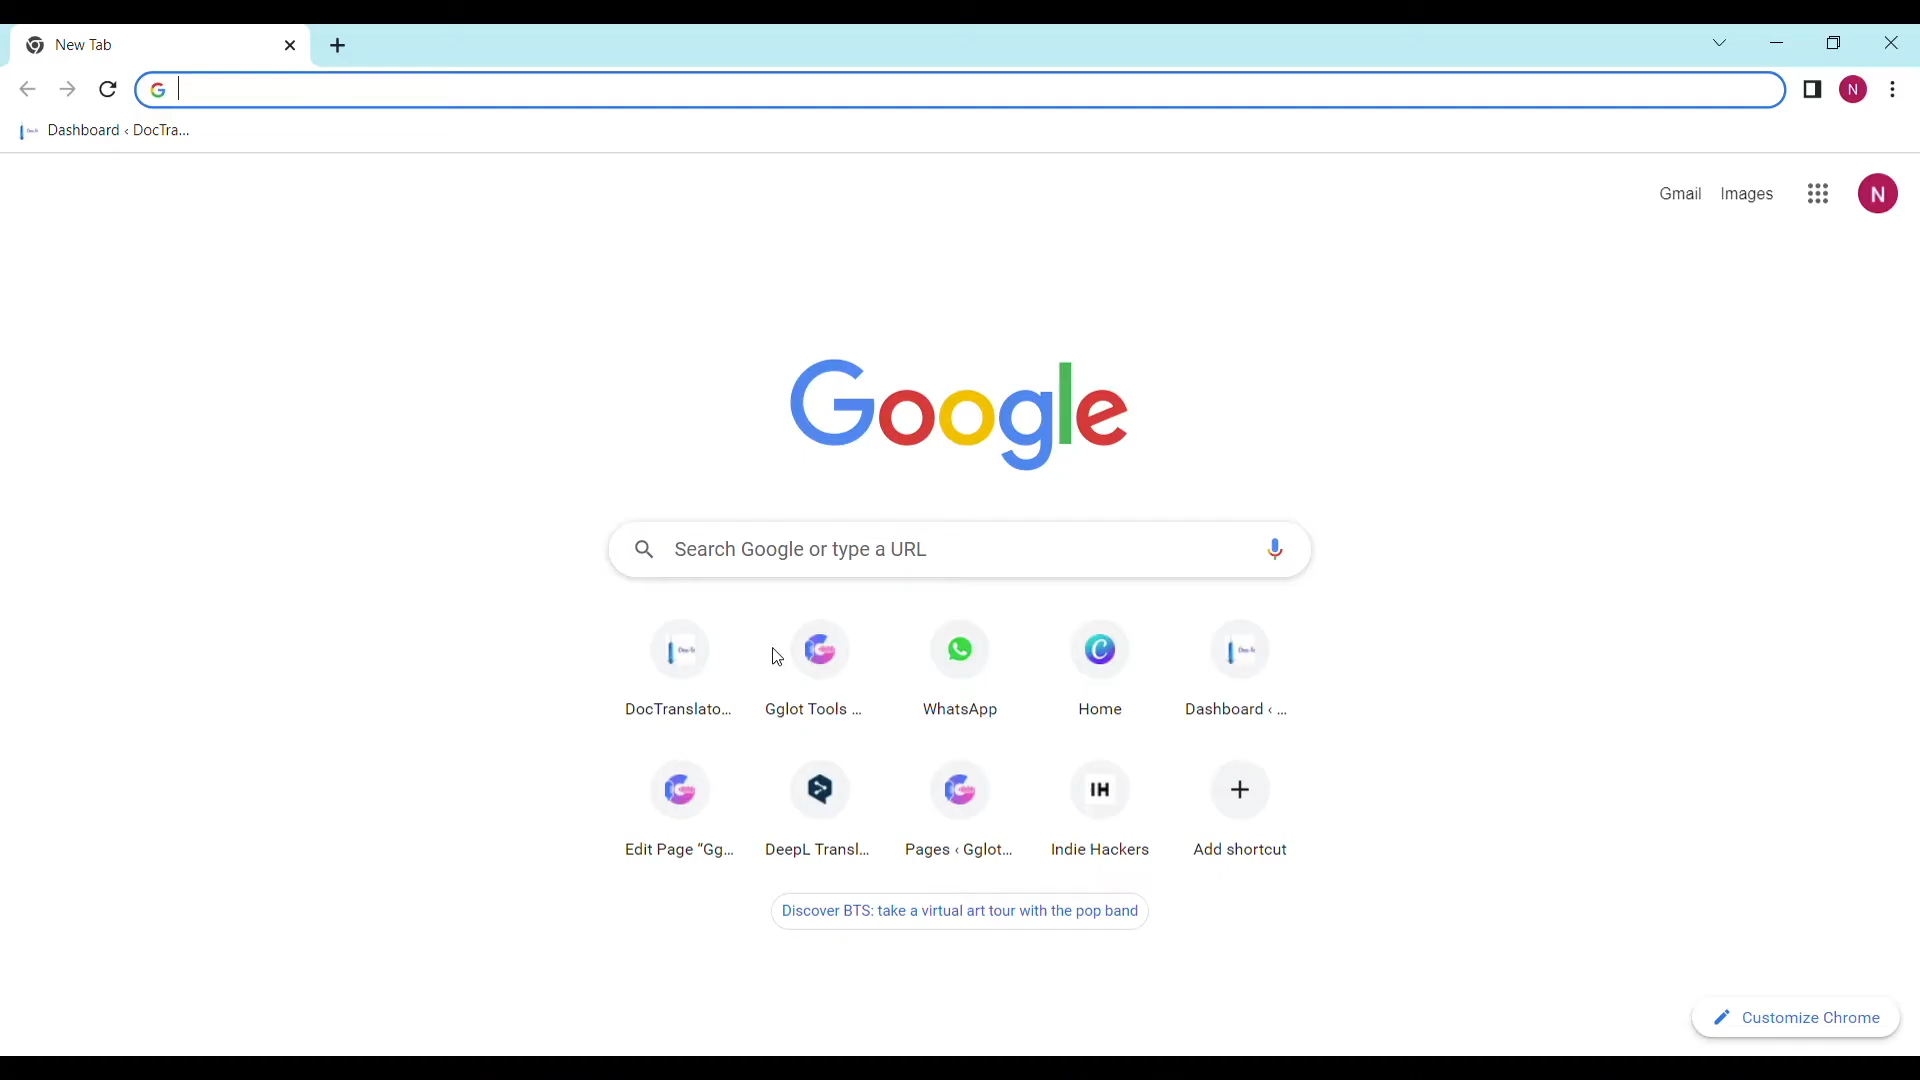 New Tab
Dashboard ‹ DocTra...
Gmail Images
N
N
Google
Search Google or type a URL
DocTranslato... Gglot Tools ... WhatsApp Home Dashboard ‹ ...
IH
Edit Page “Gg... DeepL Transl... Pages ‹ Gglot... Indie Hackers Add shortcut
Discover BTS: take a virtual art tour with the pop band
Customize Chrome